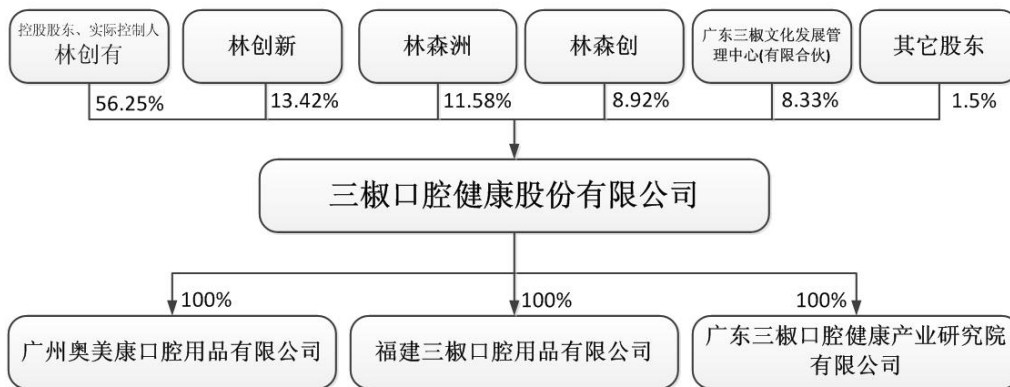 控股股东、实际控制人
林创有
林创新
林森洲
林森创
广东三椒文化发展管
理中心(有限合伙)
其它股东
56.25%
13.42%
11.58%
8.92%
8.33%
1.5%
三椒口腔健康股份有限公司
100%
100%
100%
广州奥美康口腔用品有限公司
福建三椒口腔用品有限公司
广东三椒口腔健康产业研究院
有限公司